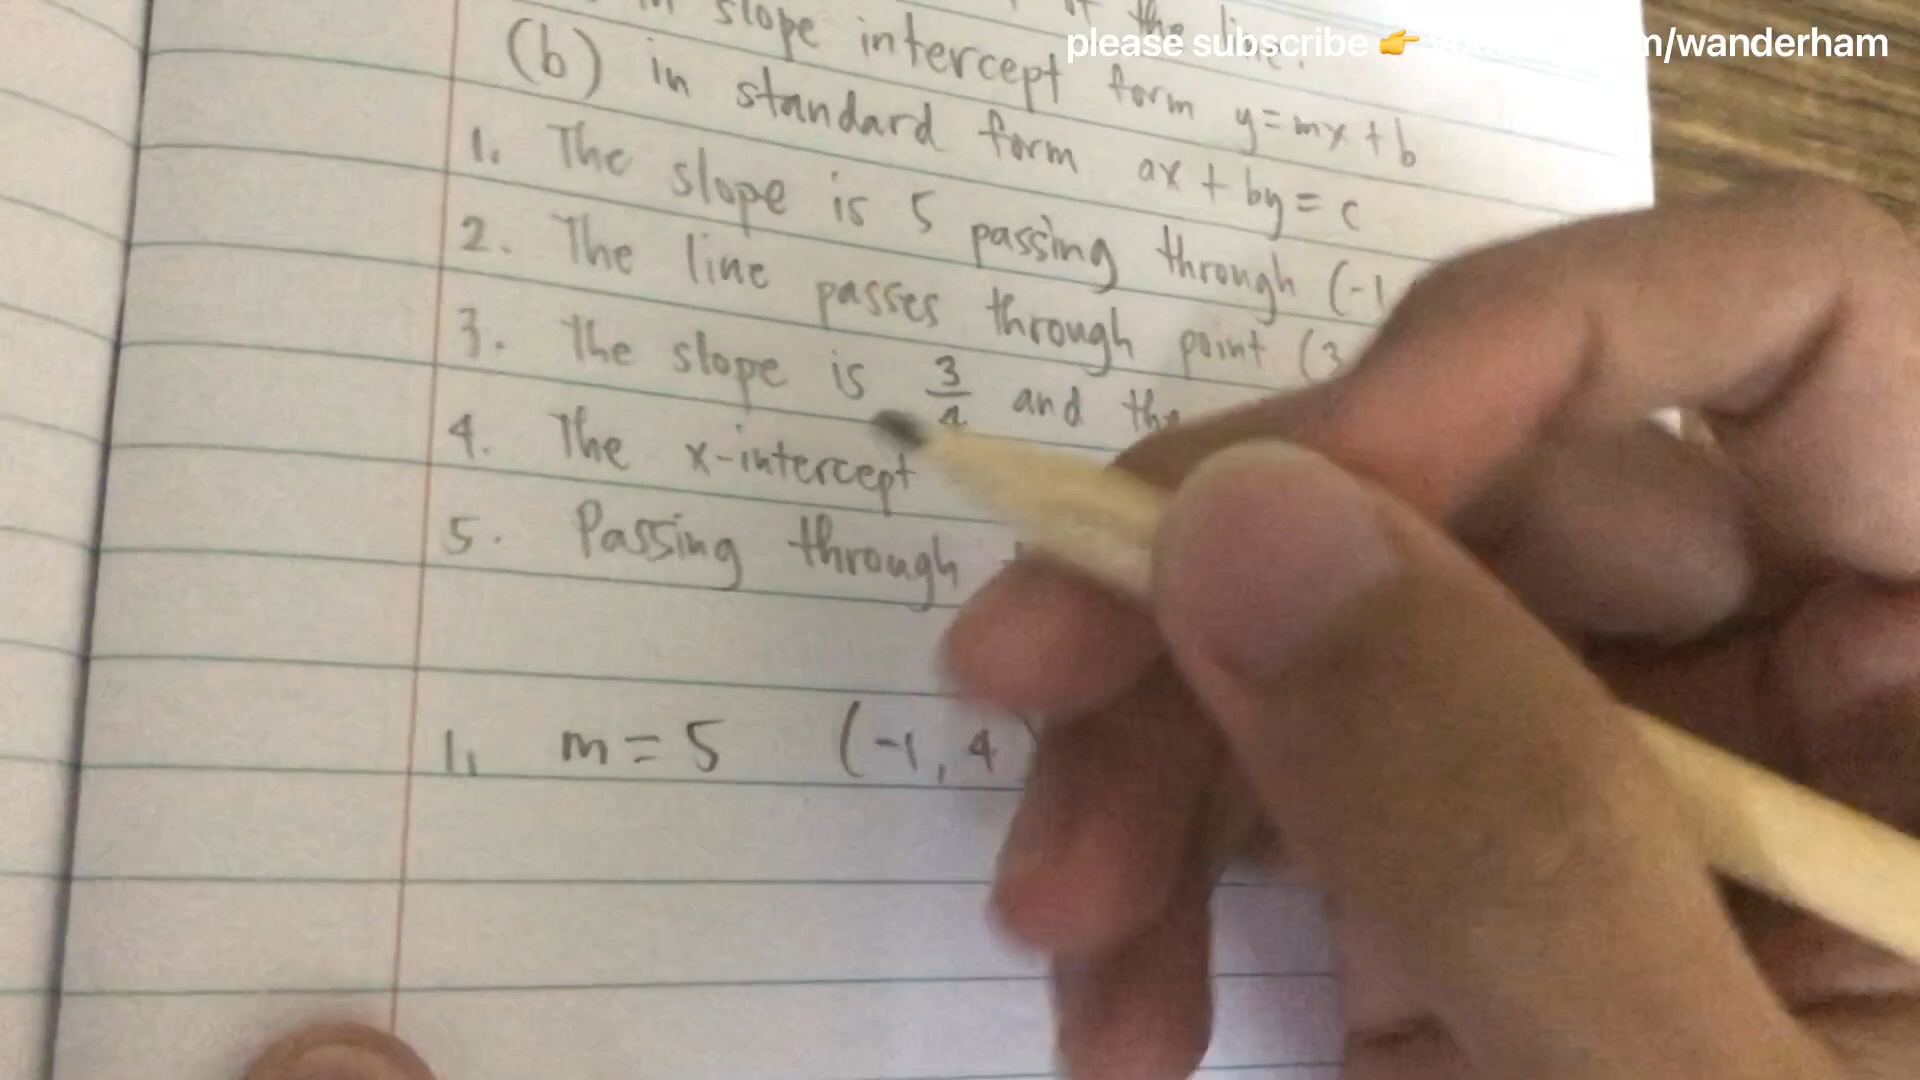 slope intercept form y=mx+b
please subscribe 👉 m/wanderham
(b) in standard form ax + by = c
1. The slope is 5 passing through (-1
2. The line passes through point (3
3. The slope is 3/4 and the
4. The x-intercept
5. Passing through
1, m = 5 (-1, 4)